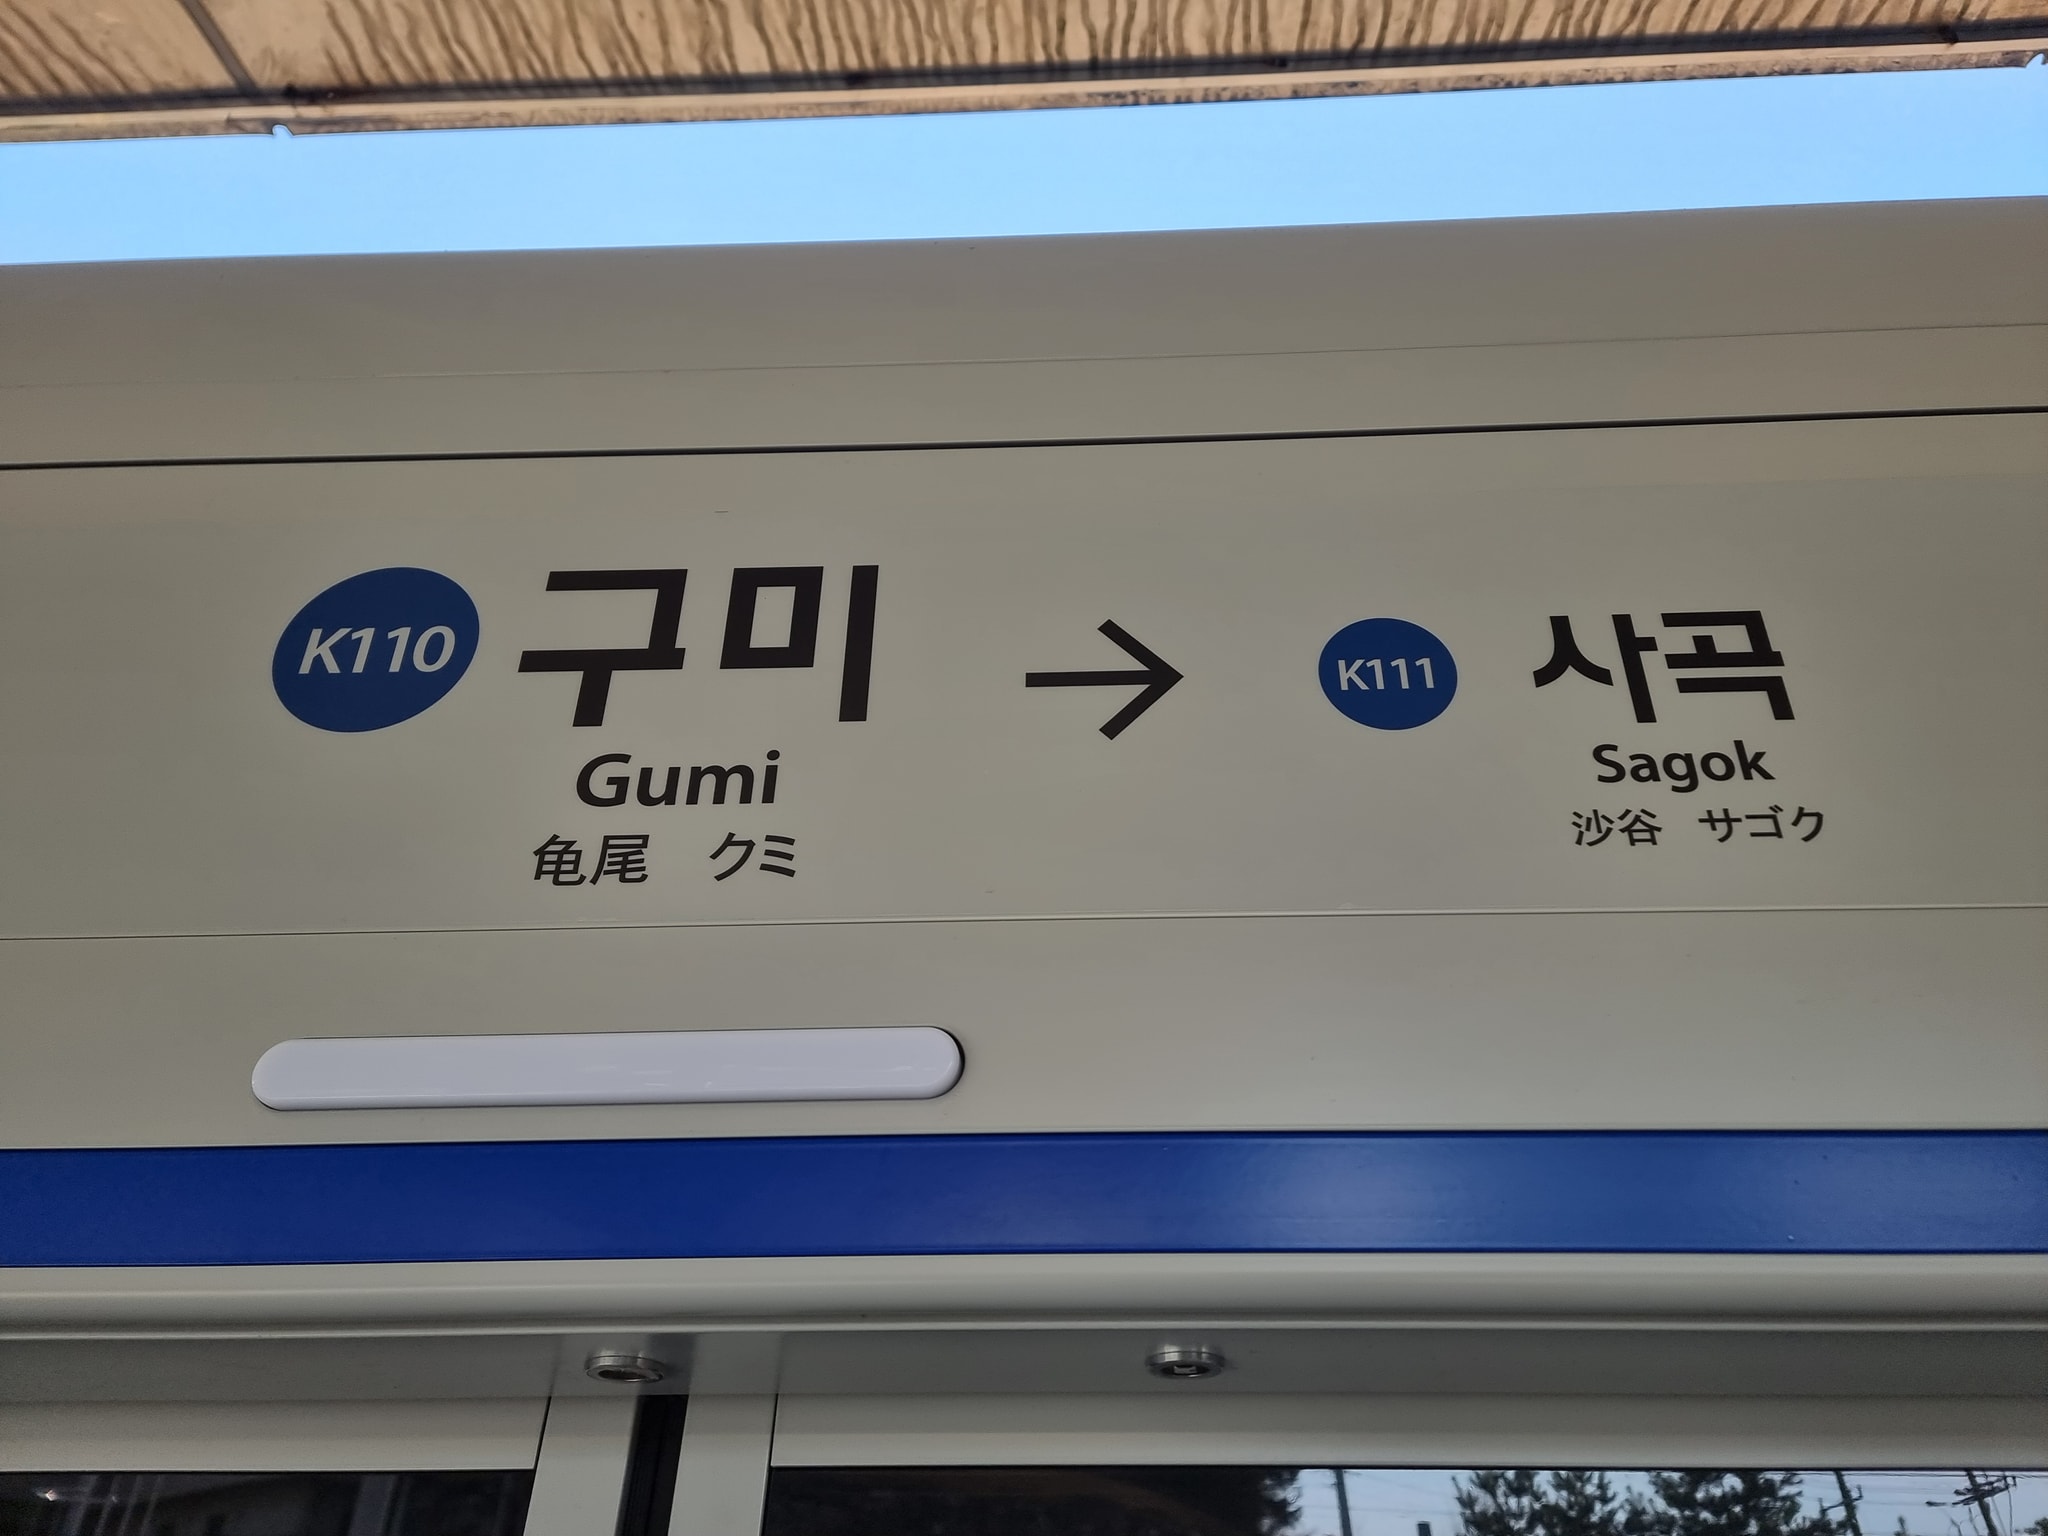 K110 구미 → K111 사곡
Gumi
Sagok
亀尾 クミ
沙谷 サゴク